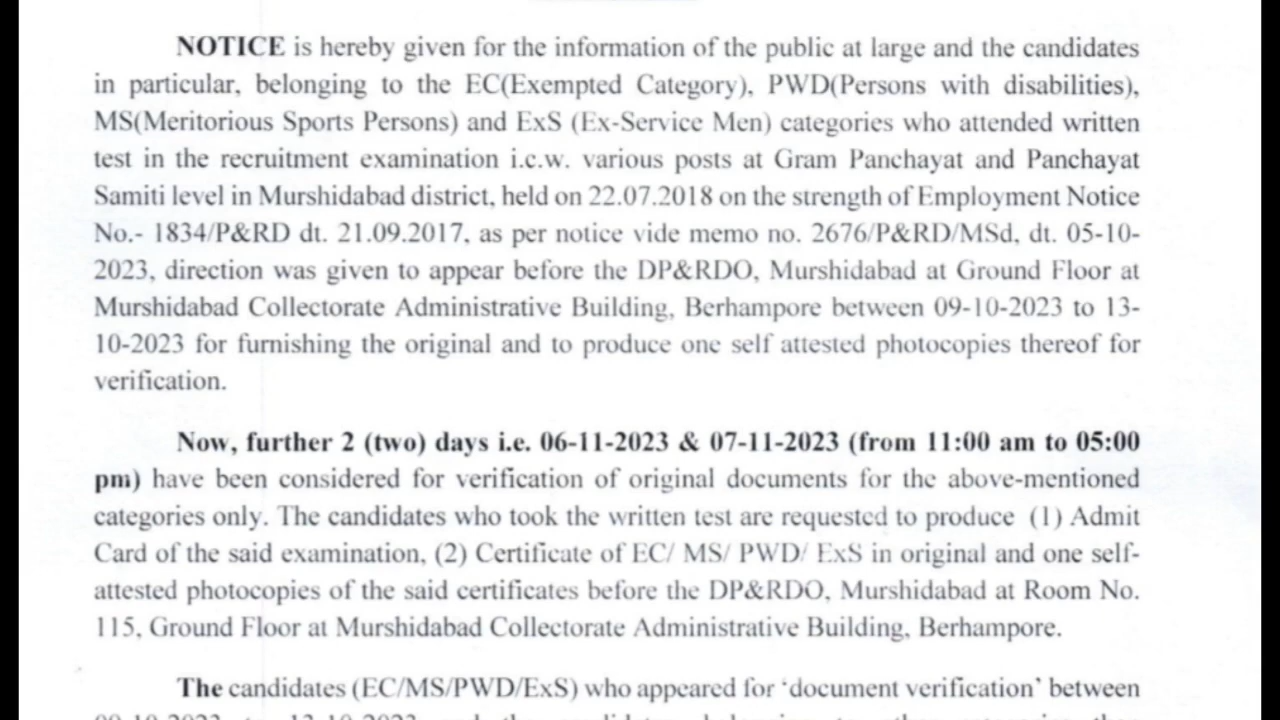 NOTICE is hereby given for the information of the public at large and the candidates
in particular, belonging to the EC(Exempted Category), PWD(Persons with disabilities),
MS(Meritorious Sports Persons) and ExS (Ex-Service Men) categories who attended written
test in the recruitment examination i.c.w. various posts at Gram Panchayat and Panchayat
Samiti level in Murshidabad district, held on 22.07.2018 on the strength of Employment Notice
No.- 1834/P&RD dt. 21.09.2017, as per notice vide memo no. 2676/P&RD/MSd, dt. 05-10-
2023, direction was given to appear before the DP&RDO, Murshidabad at Ground Floor at
Murshidabad Collectorate Administrative Building, Berhampore between 09-10-2023 to 13-
10-2023 for furnishing the original and to produce one self attested photocopies thereof for
verification.
Now, further 2 (two) days i.e. 06-11-2023 & 07-11-2023 (from 11:00 am to 05:00
pm) have been considered for verification of original documents for the above-mentioned
categories only. The candidates who took the written test are requested to produce (1) Admit
Card of the said examination, (2) Certificate of EC/ MS/ PWD/ ExS in original and one self-
attested photocopies of the said certificates before the DP&RDO, Murshidabad at Room No.
115, Ground Floor at Murshidabad Collectorate Administrative Building, Berhampore.
The candidates (EC/MS/PWD/ExS) who appeared for ‘document verification’ between